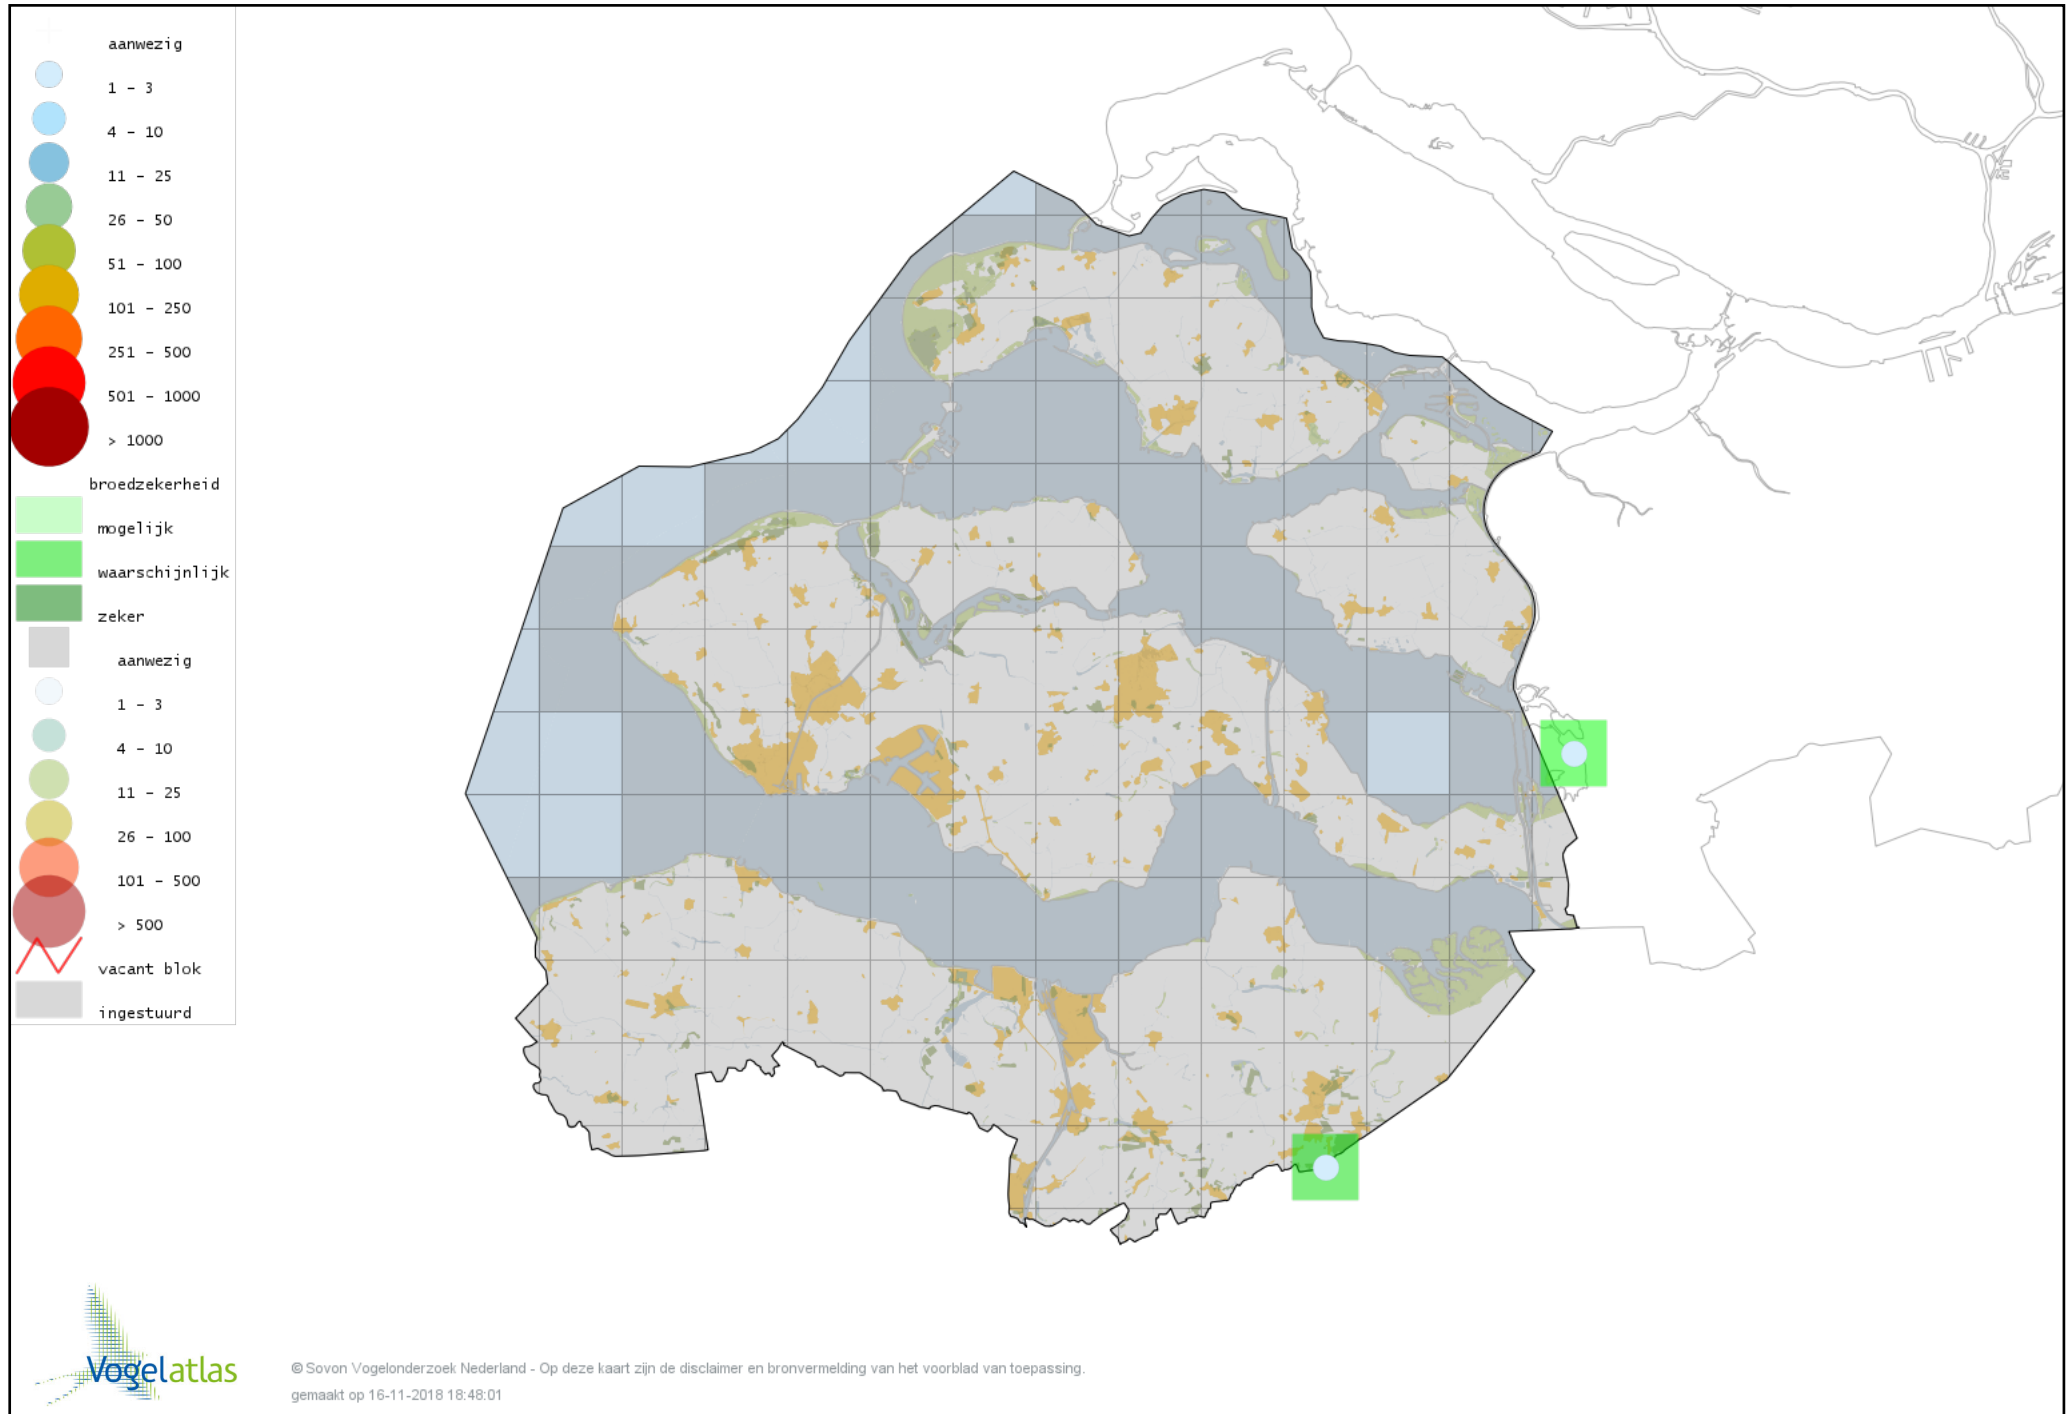 aanwezig
1 - 3
4 - 10
11 - 25
26 - 50
51 - 100
101 - 250
251 - 500
501 - 1000
> 1000
broedzekerheid
mogelijk
waarschijnlijk
zeker
aanwezig
1 - 3
4 - 10
11 - 25
26 - 100
101 - 500
> 500
vacant blok
ingestuurd
Vogelatlas
© Sovon Vogelonderzoek Nederland - Op deze kaart zijn de disclaimer en bronvermelding van het voorblad van toepassing.
gemaakt op 16-11-2018 18:48:01